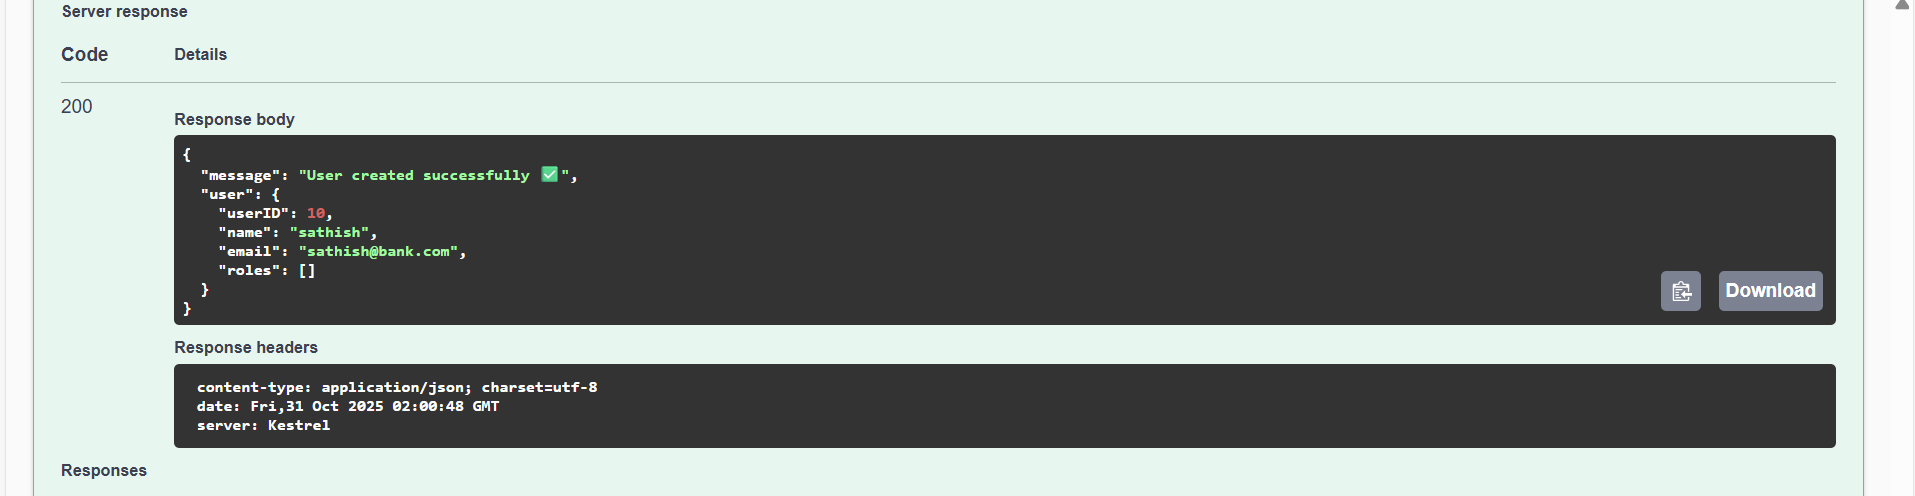 Server response
Code Details
200
Response body
{
"message": "User created successfully ✅",
"user": {
"userID": 10,
"name": "sathish",
"email": "sathish@bank.com",
"roles": []
}
}
Download
Response headers
content-type: application/json; charset=utf-8
date: Fri,31 Oct 2025 02:00:48 GMT
server: Kestrel
Responses